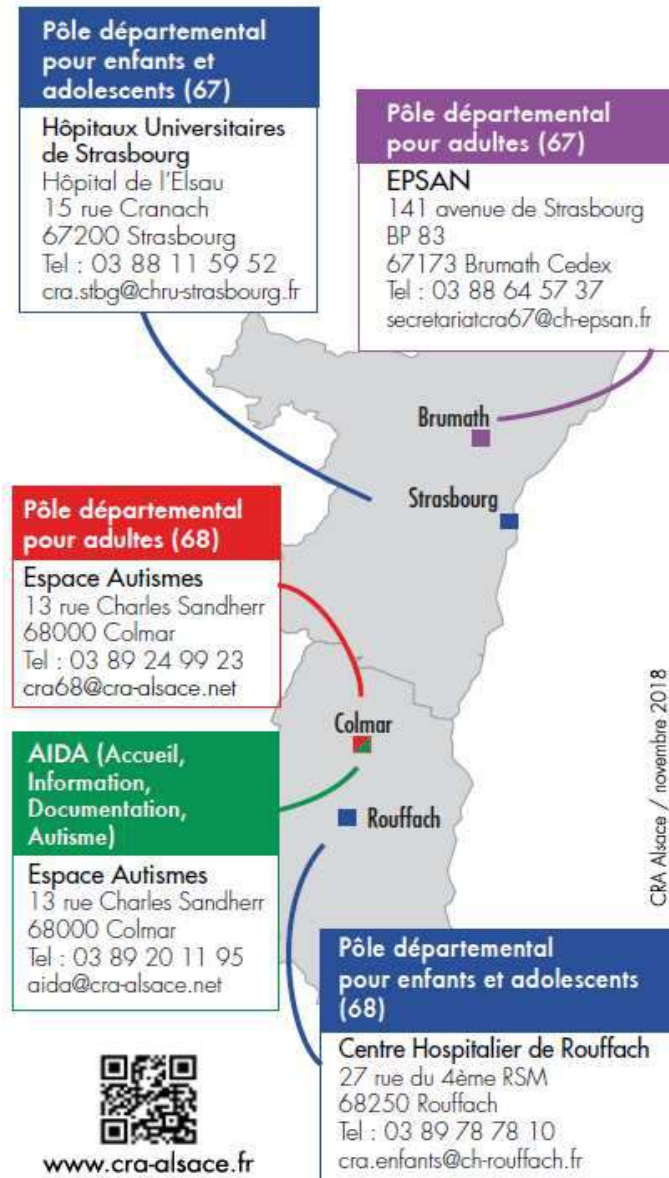 Pôle départemental
pour enfants et
adolescents (67)
Hôpitaux Universitaires
de Strasbourg
Hôpital de l'Elsau
15 rue Cranach
67200 Strasbourg
Tel : 03 88 11 59 52
cra.stbg@chru-strasbourg.fr
Pôle départemental
pour adultes (67)
EPSAN
141 avenue de Strasbourg
BP 83
67173 Brumath Cedex
Tel : 03 88 64 57 37
secretariatcra67@ch-epsan.fr
Brumath
Strasbourg
Pôle départemental
pour adultes (68)
Espace Autismes
13 rue Charles Sandherr
68000 Colmar
Tel : 03 89 24 99 23
cra68@cra-alsace.net
Colmar
Rouffach
AIDA (Accueil,
Information,
Documentation,
Autisme)
Espace Autismes
13 rue Charles Sandherr
68000 Colmar
Tel : 03 89 20 11 95
aida@cra-alsace.net
CRA Alsace / novembre 2018
Pôle départemental
pour enfants et adolescents
(68)
Centre Hospitalier de Rouffach
27 rue du 4ème RSM
68250 Rouffach
Tel : 03 89 78 78 10
cra.enfants@ch-rouffach.fr
www.cra-alsace.fr